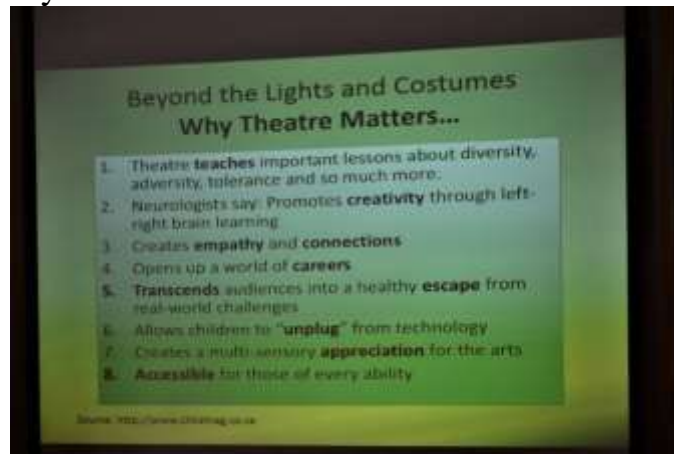 Beyond the Lights and Costumes
Why Theatre Matters...
1. Theatre teaches important lessons about diversity,
adversity, tolerance and so much more.
2. Neurologists say: Promotes creativity through left-
right brain learning
3. Creates empathy and connections
4. Opens up a world of careers
5. Transcends audiences into a healthy escape from
real-world challenges
6. Allows children to "unplug" from technology
7. Creates a multi-sensory appreciation for the arts
8. Accessible for those of every ability
Source: